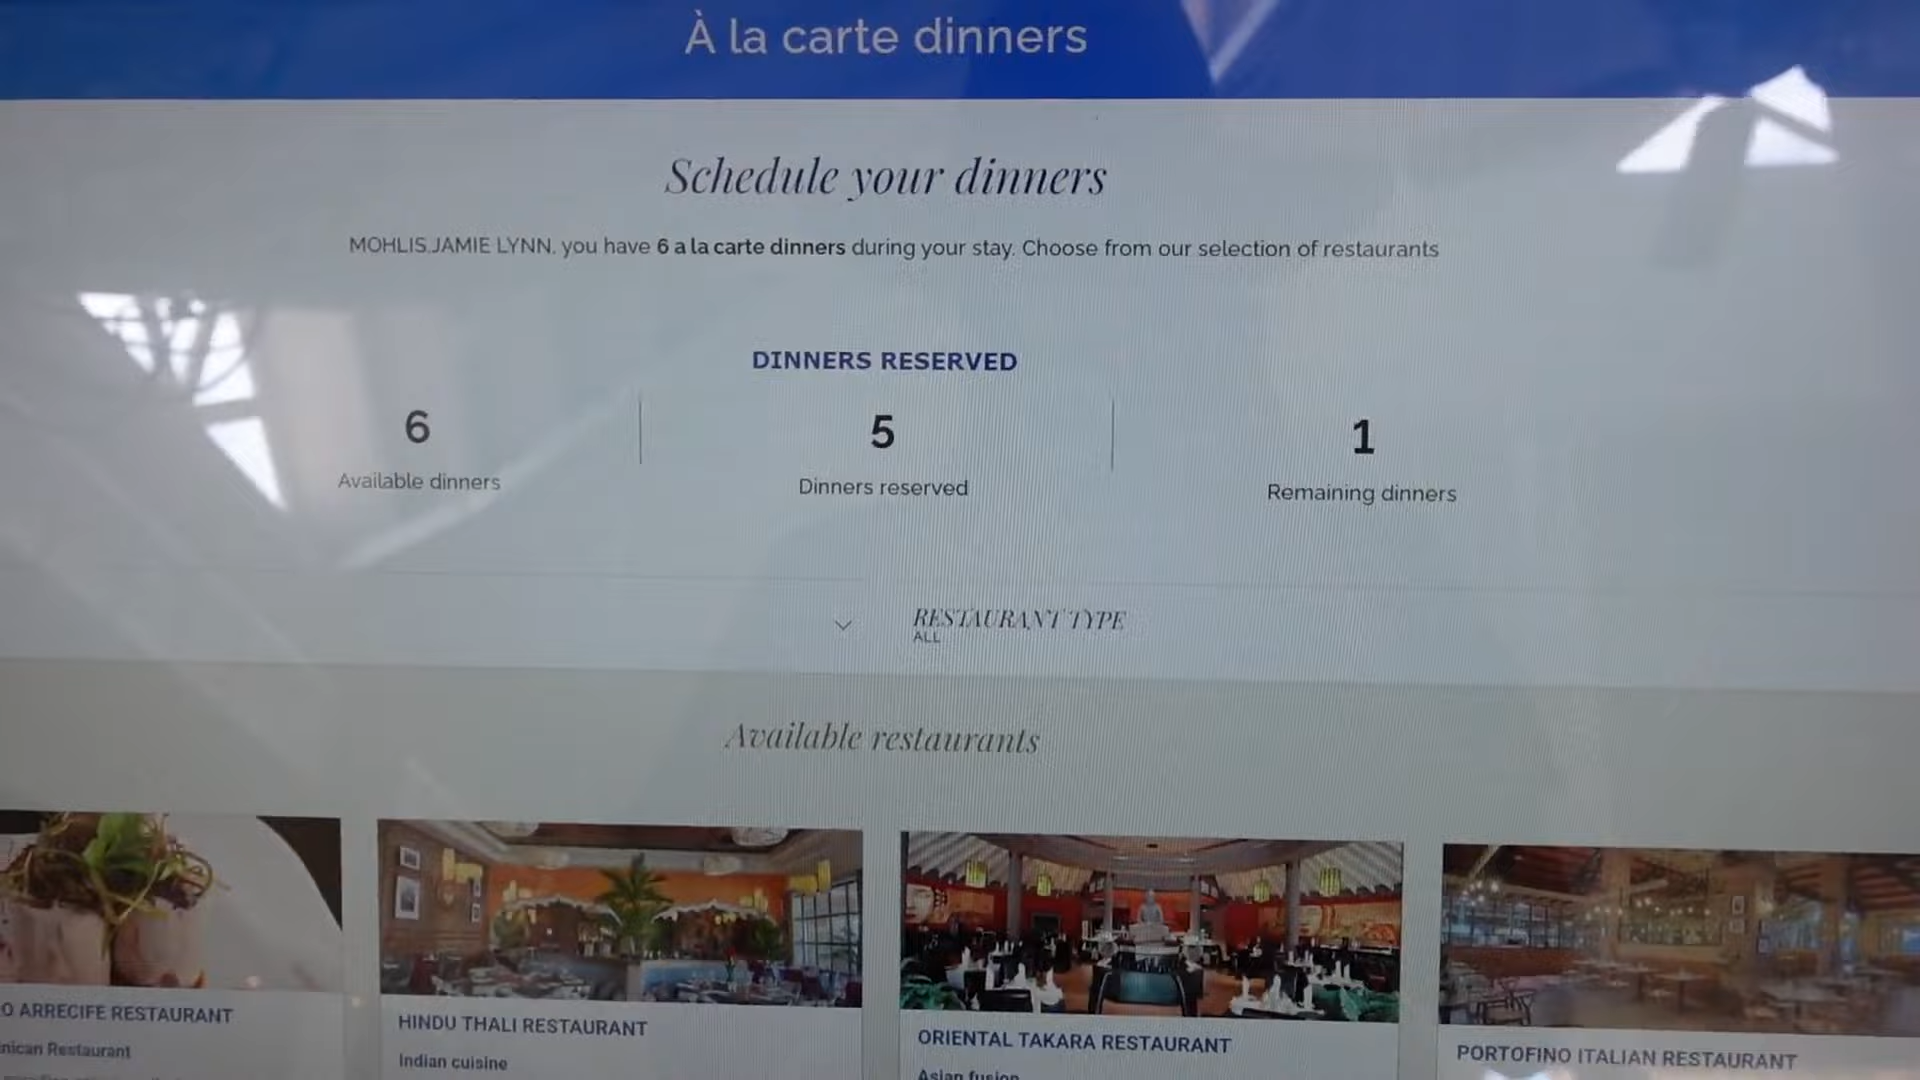 À la carte dinners
Schedule your dinners
MOHLIS.JAMIE LYNN, you have 6 a la carte dinners during your stay. Choose from our selection of restaurants
DINNERS RESERVED
6
Available dinners
5
Dinners reserved
1
Remaining dinners
RESTAURANT TYPE
ALL
Available restaurants
O ARRECIFE RESTAURANT
nican Restaurant
HINDU THALI RESTAURANT
Indian cuisine
ORIENTAL TAKARA RESTAURANT
Asian fusion
PORTOFINO ITALIAN RESTAURANT